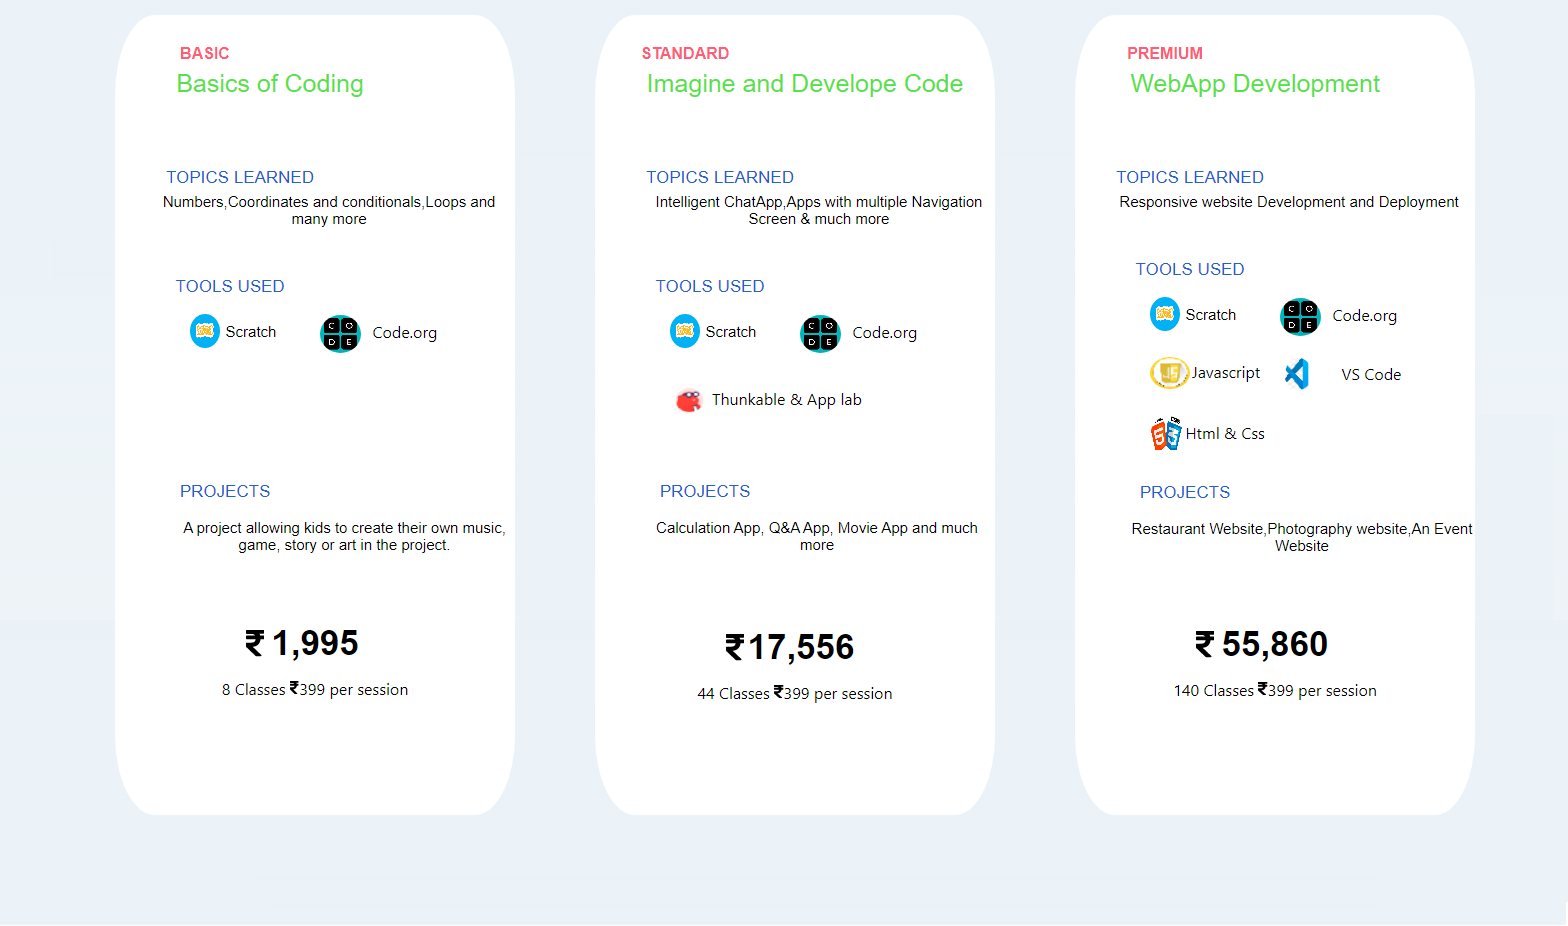 BASIC
Basics of Coding
TOPICS LEARNED
Numbers,Coordinates and conditionals,Loops and
many more
TOOLS USED
Scratch
CODE
Code.org
PROJECTS
A project allowing kids to create their own music,
game, story or art in the project.
₹ 1,995
8 Classes ₹399 per session
STANDARD
Imagine and Develope Code
TOPICS LEARNED
Intelligent ChatApp,Apps with multiple Navigation
Screen & much more
TOOLS USED
Scratch
CODE
Code.org
Thunkable & App lab
PROJECTS
Calculation App, Q&A App, Movie App and much
more
₹17,556
44 Classes ₹399 per session
PREMIUM
WebApp Development
TOPICS LEARNED
Responsive website Development and Deployment
TOOLS USED
Scratch
CODE
Code.org
JS
Javascript
VS Code
Html & Css
PROJECTS
Restaurant Website,Photography website,An Event
Website
₹ 55,860
140 Classes ₹399 per session